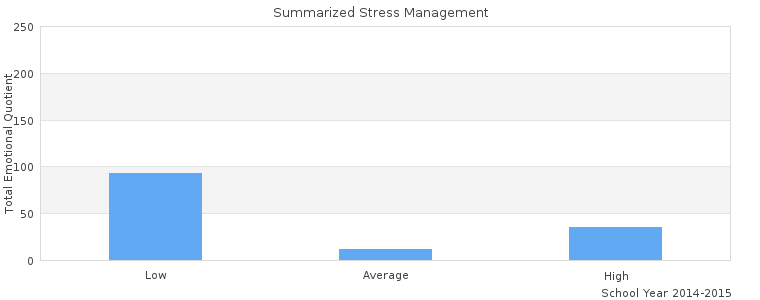 Summarized Stress Management
Total Emotional Quotient
250
200
150
100
50
0
Low Average High
School Year 2014-2015